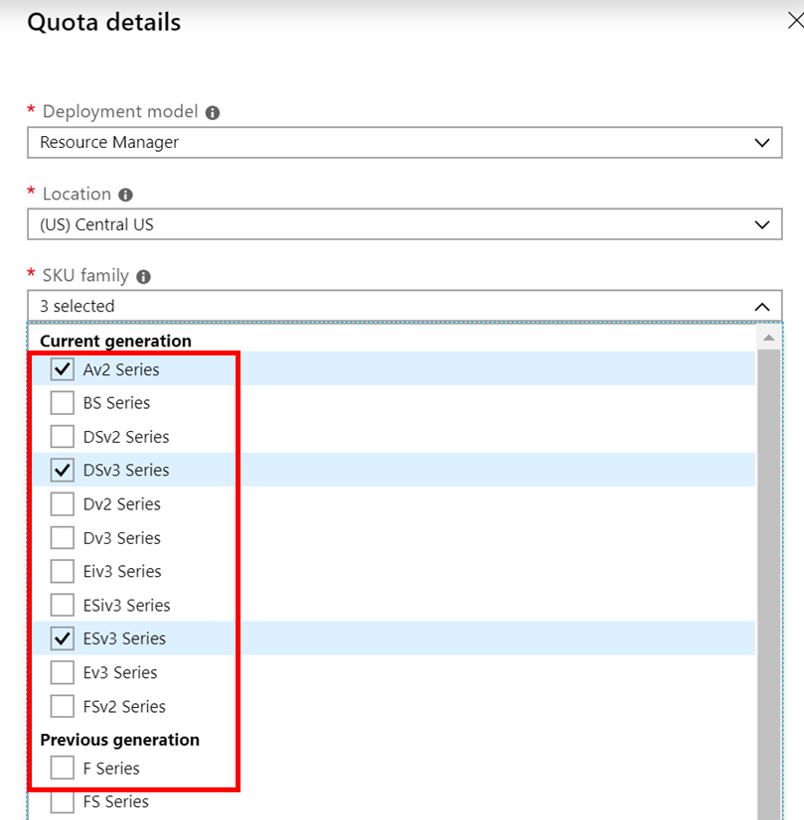 Quota details
* Deployment model
Resource Manager
* Location
(US) Central US
* SKU family
3 selected
Current generation
Av2 Series
BS Series
DSv2 Series
DSv3 Series
Dv2 Series
Dv3 Series
Eiv3 Series
ESiv3 Series
ESv3 Series
Ev3 Series
FSv2 Series
Previous generation
F Series
FS Series